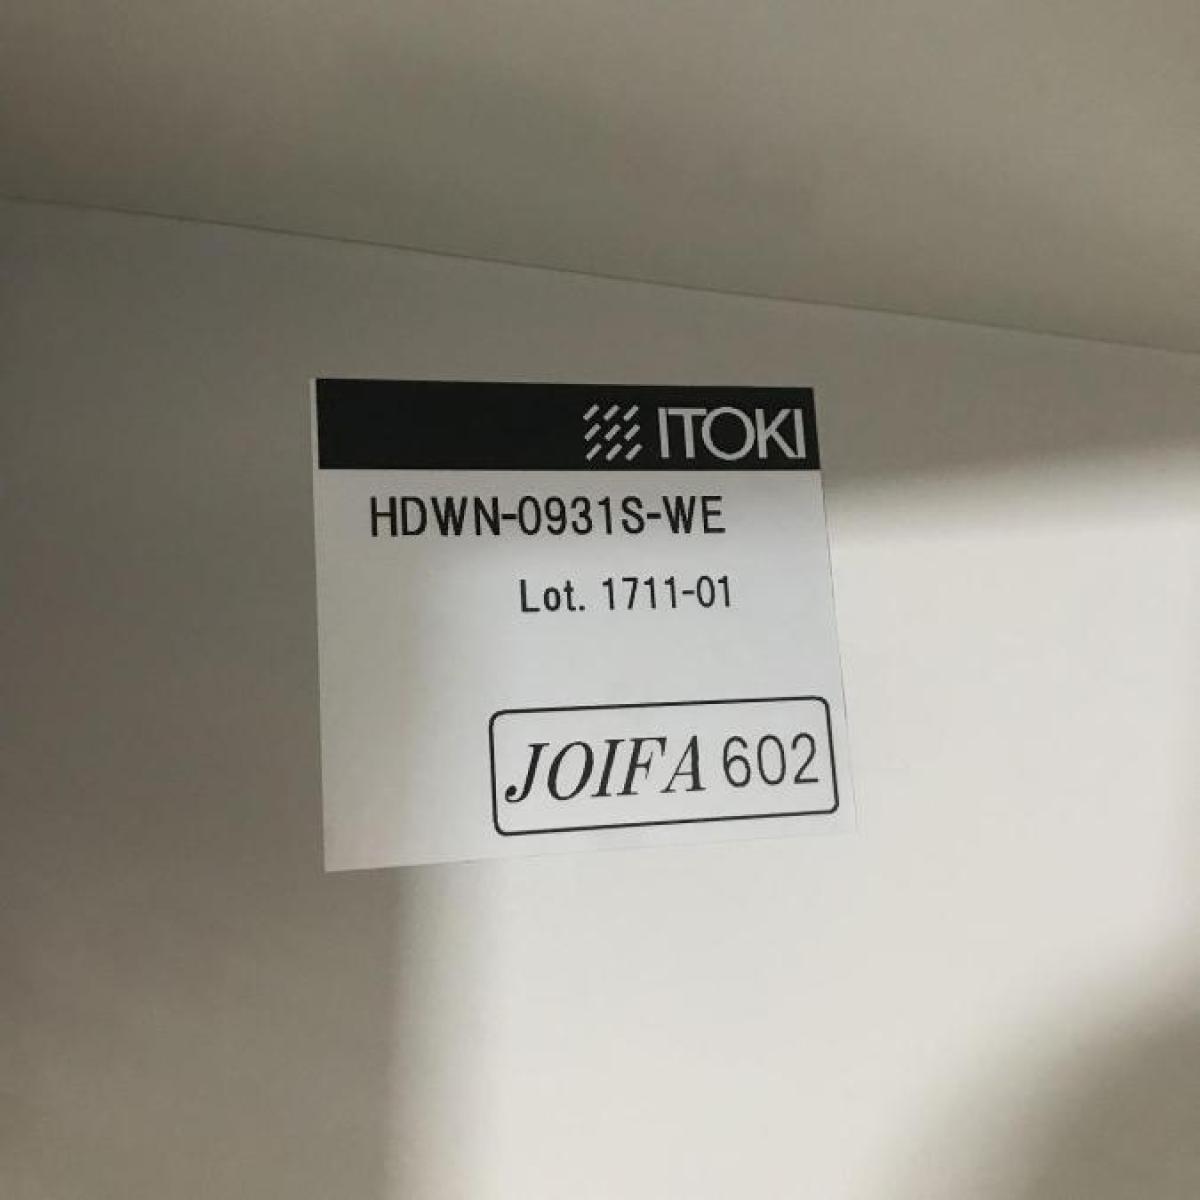 ITOKI
HDWN-0931S-WE
Lot. 1711-01
JOIFA 602